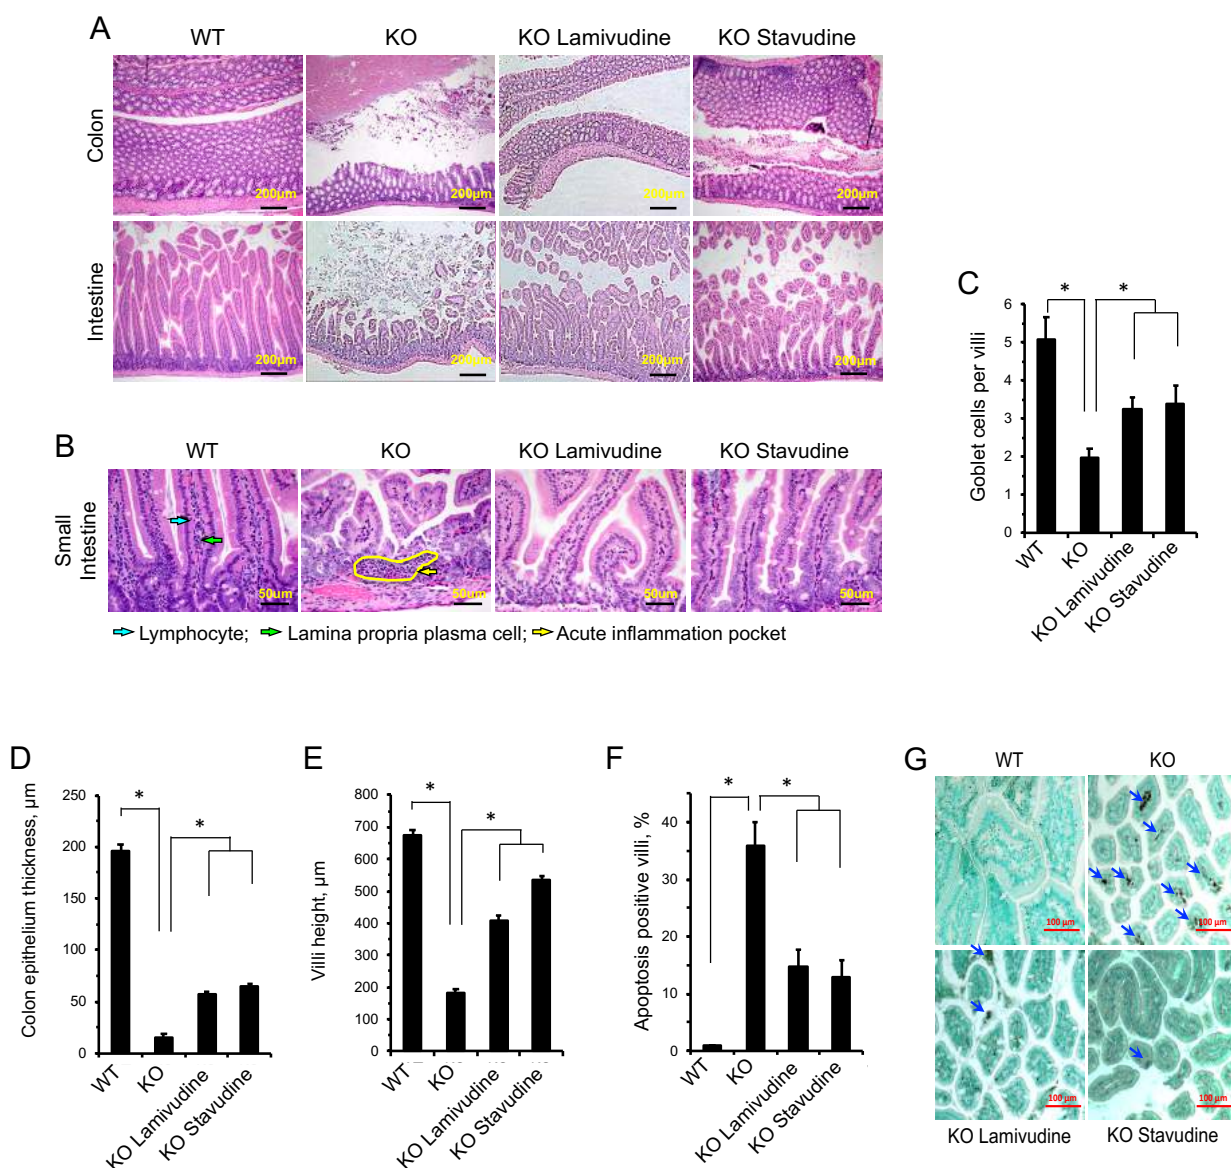 A
WT
KO
KO Lamivudine
KO Stavudine
Colon
200µm
200µm
200µm
200µm
Intestine
200µm
200µm
200µm
200µm
B
WT
KO
KO Lamivudine
KO Stavudine
Small
Intestine
50um
50um
50um
50um
Lymphocyte; Lamina propria plasma cell; Acute inflammation pocket
C
Goblet cells per villi
6
5
4
3
2
1
0
*
*
WT
KO
KO Lamivudine
KO Stavudine
D
Colon epithelium thickness, µm
250
200
150
100
50
0
*
*
WT
KO
KO Lamivudine
KO Stavudine
E
Villi height, µm
800
700
600
500
400
300
200
100
0
*
*
WT
KO
KO Lamivudine
KO Stavudine
F
Apoptosis positive villi, %
40
30
20
10
0
*
*
WT
KO
KO Lamivudine
KO Stavudine
G
WT
KO
100 µm
100 µm
100 µm
100 µm
KO Lamivudine
KO Stavudine